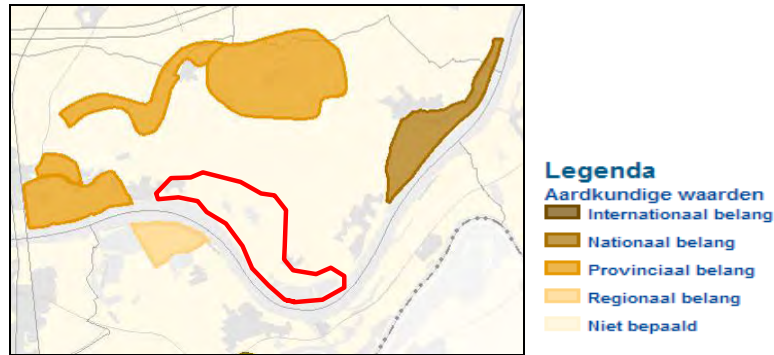 Legenda
Aardkundige waarden
Internationaal belang
Nationaal belang
Provinciaal belang
Regionaal belang
Niet bepaald